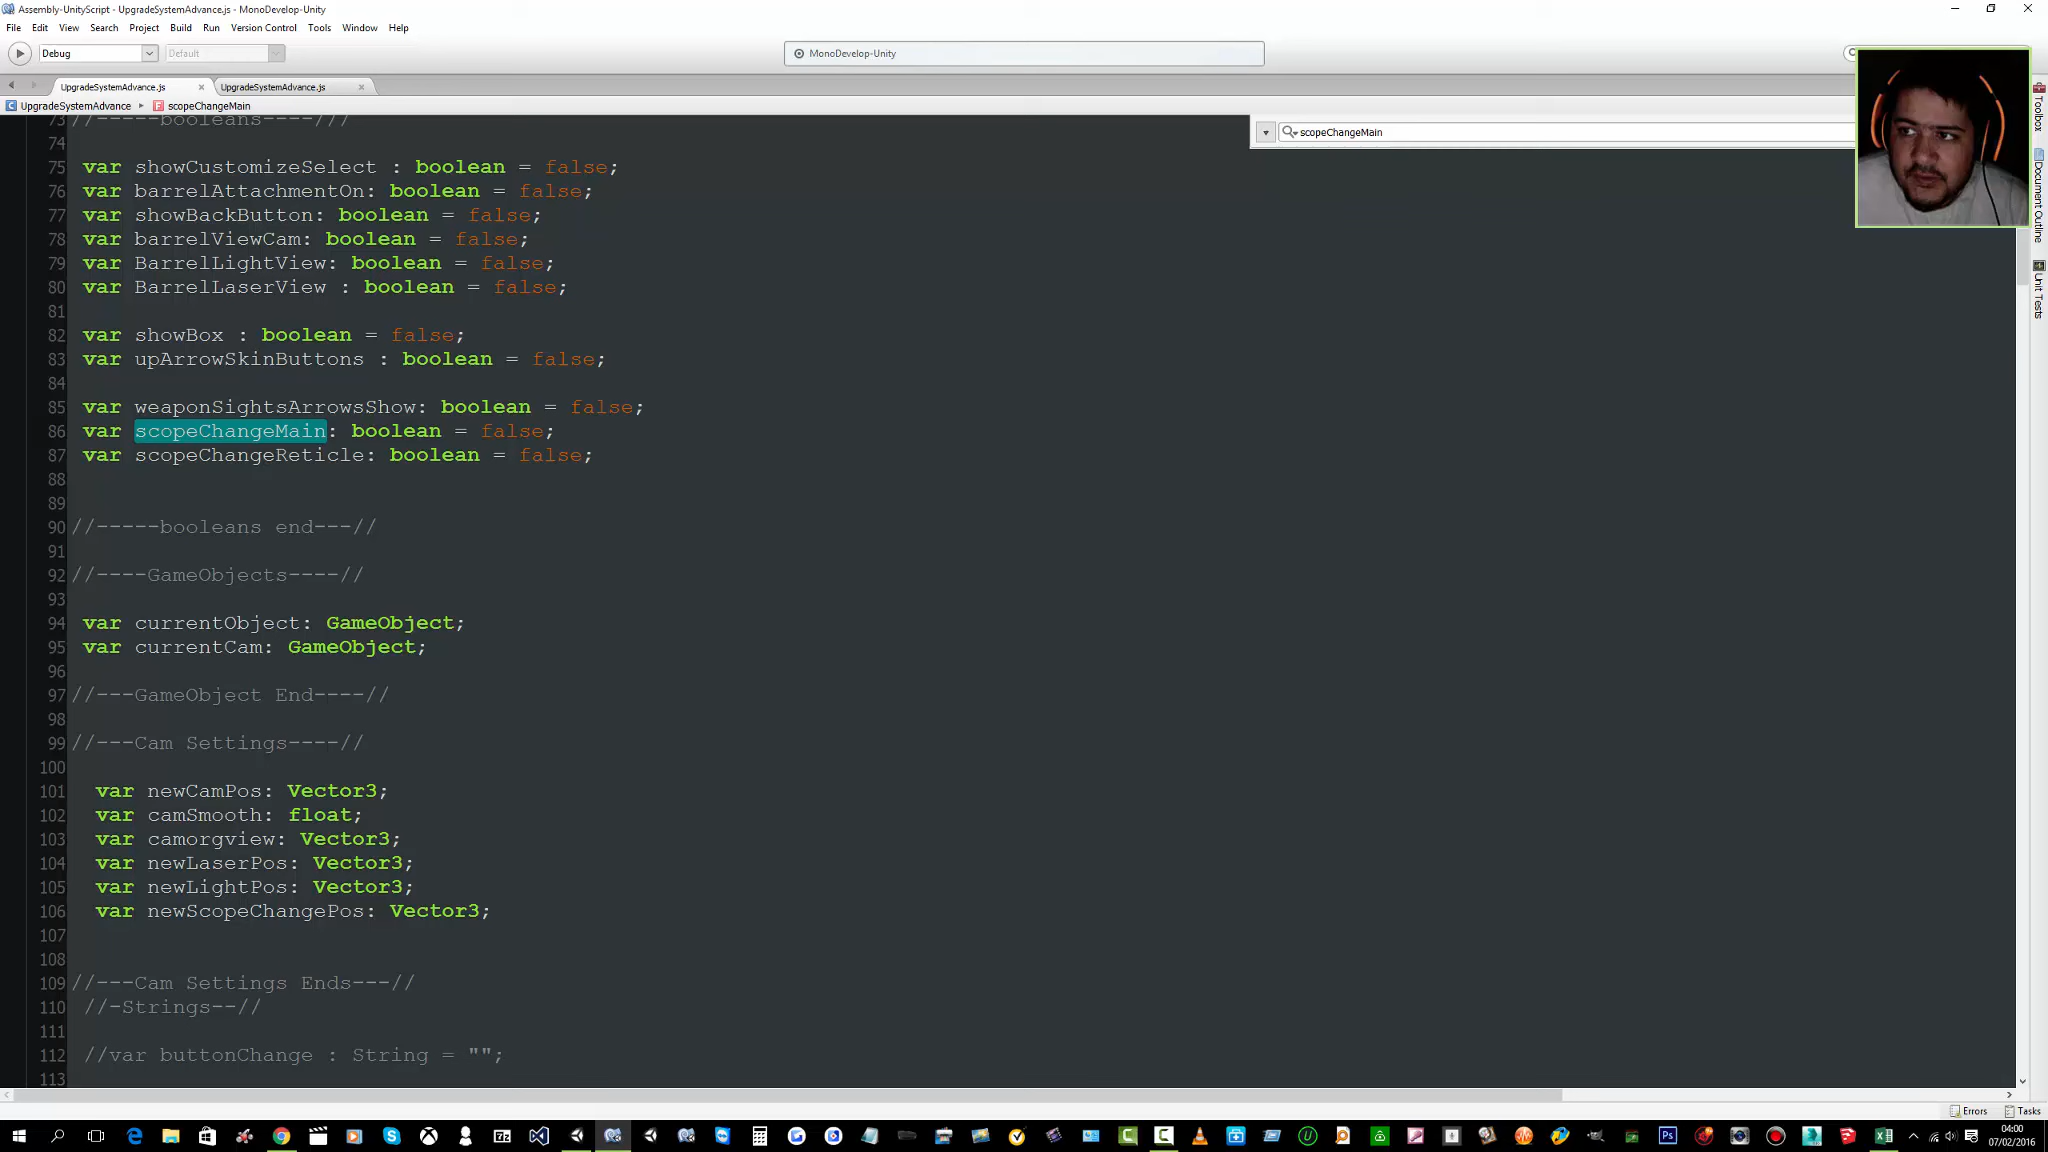 Assembly-UnityScript - UpgradeSystemAdvance.js - MonoDevelop-Unity
File Edit View Search Project Build Run Version Control Tools Window Help
Debug Default MonoDevelop-Unity
UpgradeSystemAdvance.js UpgradeSystemAdvance.js
UpgradeSystemAdvance scopeChangeMain
scopeChangeMain
Toolbox
Document Outline
Unit Tests
73 //-----booleans----///
74
75 var showCustomizeSelect : boolean = false;
76 var barrelAttachmentOn: boolean = false;
77 var showBackButton: boolean = false;
78 var barrelViewCam: boolean = false;
79 var BarrelLightView: boolean = false;
80 var BarrelLaserView : boolean = false;
81
82 var showBox : boolean = false;
83 var upArrowSkinButtons : boolean = false;
84
85 var weaponSightsArrowsShow: boolean = false;
86 var scopeChangeMain: boolean = false;
87 var scopeChangeReticle: boolean = false;
88
89
90 //-----booleans end---//
91
92 //----GameObjects----//
93
94 var currentObject: GameObject;
95 var currentCam: GameObject;
96
97 //---GameObject End----//
98
99 //---Cam Settings----//
100
101 var newCamPos: Vector3;
102 var camSmooth: float;
103 var camorgview: Vector3;
104 var newLaserPos: Vector3;
105 var newLightPos: Vector3;
106 var newScopeChangePos: Vector3;
107
108
109 //---Cam Settings Ends---//
110 //-Strings--//
111
112 //var buttonChange : String = "";
113
Errors Tasks
04:00
07/02/2016